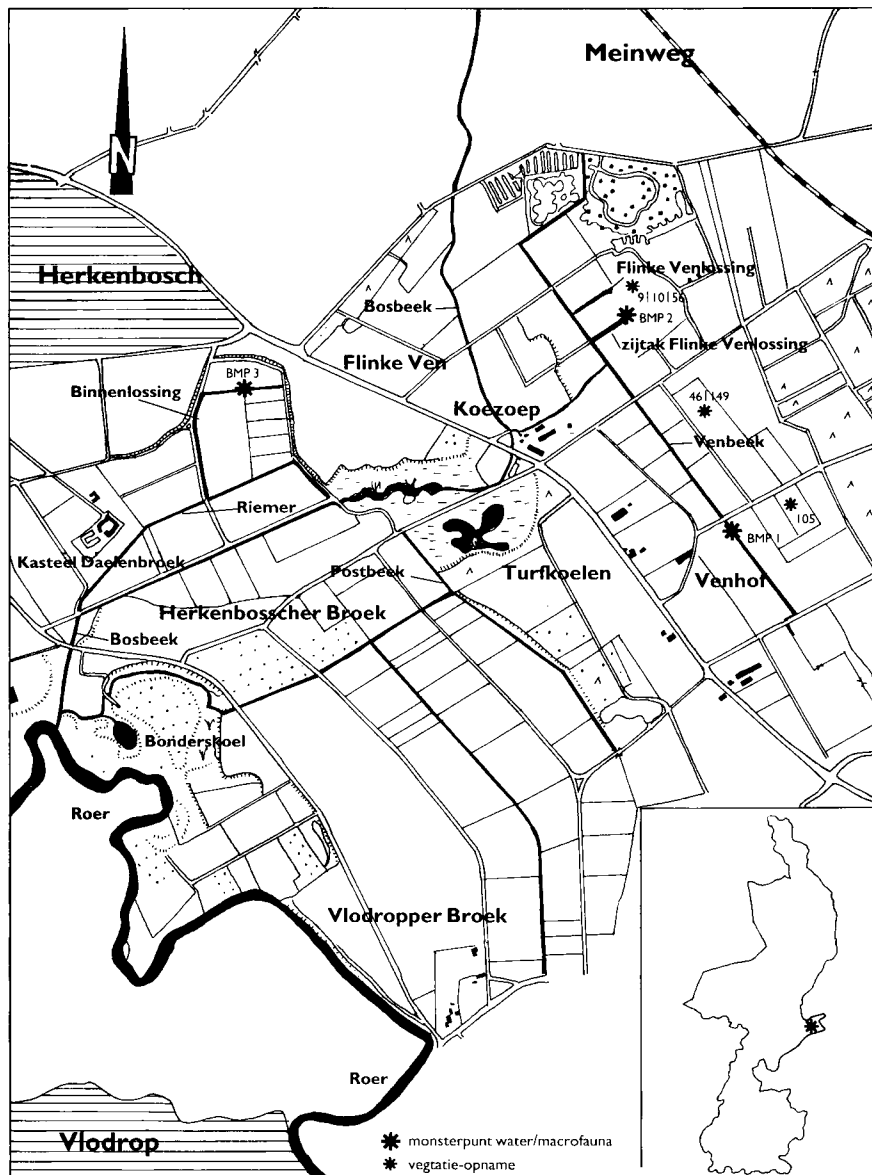 Meinweg
N
Herkenbosch
Flinke Venlossing
9|10|56
Bosbeek
BMP 2
zijtak Flinke Venlossing
Flinke Ven
BMP 3
Binnenlossing
46|149
Koezoep
Venbeek
Riemer
105
BMP 1
Kasteel Daelenbroek
Postbeek
Turfkoelen
Venhof
Herkenbosscher Broek
Bosbeek
Bonderskoel
Roer
Vlodropper Broek
Roer
Vlodrop
monsterpunt water/macrofauna
vegtatie-opname